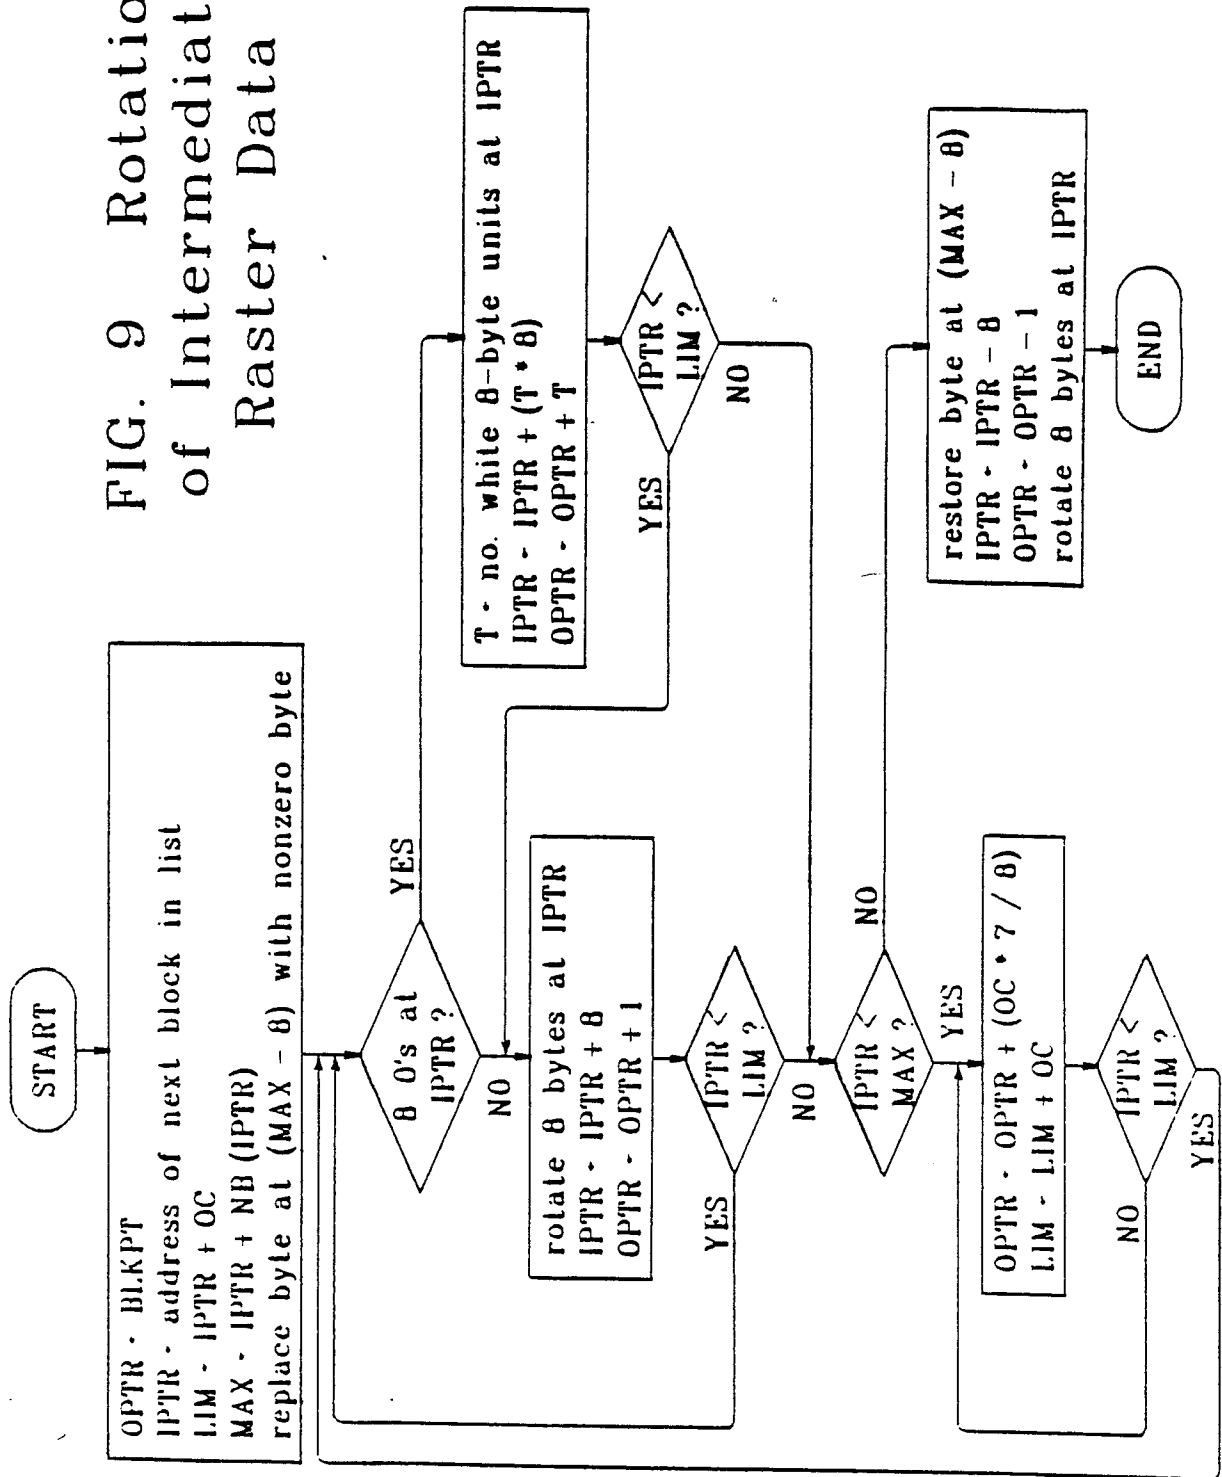 FIG. 9 Rotatio
of Intermediat
Raster Data
START
OPTR - BLKPT
IPTR - address of next block in list
LIM - IPTR + OC
MAX - IPTR + NB (IPTR)
replace byte at (MAX - 8) with nonzero byte
8 0's at
IPTR ?
YES
NO
T - no. white 8-byte units at IPTR
IPTR - IPTR + (T * 8)
OPTR - OPTR + T
IPTR <
LIM ?
YES
NO
rotate 8 bytes at IPTR
IPTR - IPTR + 8
OPTR - OPTR + 1
IPTR <
LIM ?
YES
NO
IPTR <
MAX ?
NO
YES
restore byte at (MAX - 8)
IPTR - IPTR - 8
OPTR - OPTR - 1
rotate 8 bytes at IPTR
END
OPTR - OPTR + (OC * 7 / 8)
LIM - LIM + OC
IPTR <
LIM ?
NO
YES